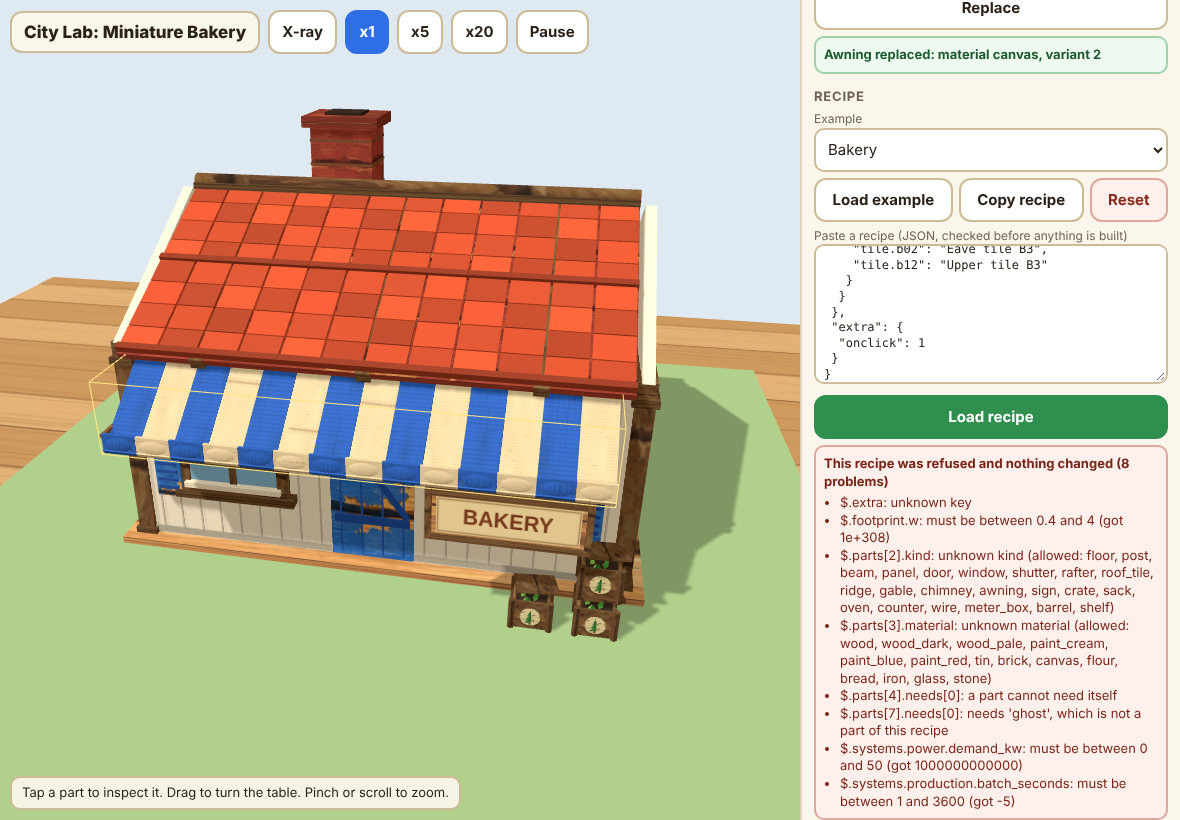 City Lab: Miniature Bakery
X-ray
x1
x5
x20
Pause
BAKERY
Tap a part to inspect it. Drag to turn the table. Pinch or scroll to zoom.
Replace
Awning replaced: material canvas, variant 2
RECIPE
Example
Bakery
Load example
Copy recipe
Reset
Paste a recipe (JSON, checked before anything is built)
"tile.b02": "Eave tile B3",
"tile.b12": "Upper tile B3"
}
}
},
"extra": {
"onclick": 1
}
}
Load recipe
This recipe was refused and nothing changed (8
problems)
• $.extra: unknown key
• $.footprint.w: must be between 0.4 and 4 (got
1e+308)
• $.parts[2].kind: unknown kind (allowed: floor, post,
beam, panel, door, window, shutter, rafter, roof_tile,
ridge, gable, chimney, awning, sign, crate, sack,
oven, counter, wire, meter_box, barrel, shelf)
• $.parts[3].material: unknown material (allowed:
wood, wood_dark, wood_pale, paint_cream,
paint_blue, paint_red, tin, brick, canvas, flour,
bread, iron, glass, stone)
• $.parts[4].needs[0]: a part cannot need itself
• $.parts[7].needs[0]: needs 'ghost', which is not a
part of this recipe
• $.systems.power.demand_kw: must be between 0
and 50 (got 1000000000000)
• $.systems.production.batch_seconds: must be
between 1 and 3600 (got -5)